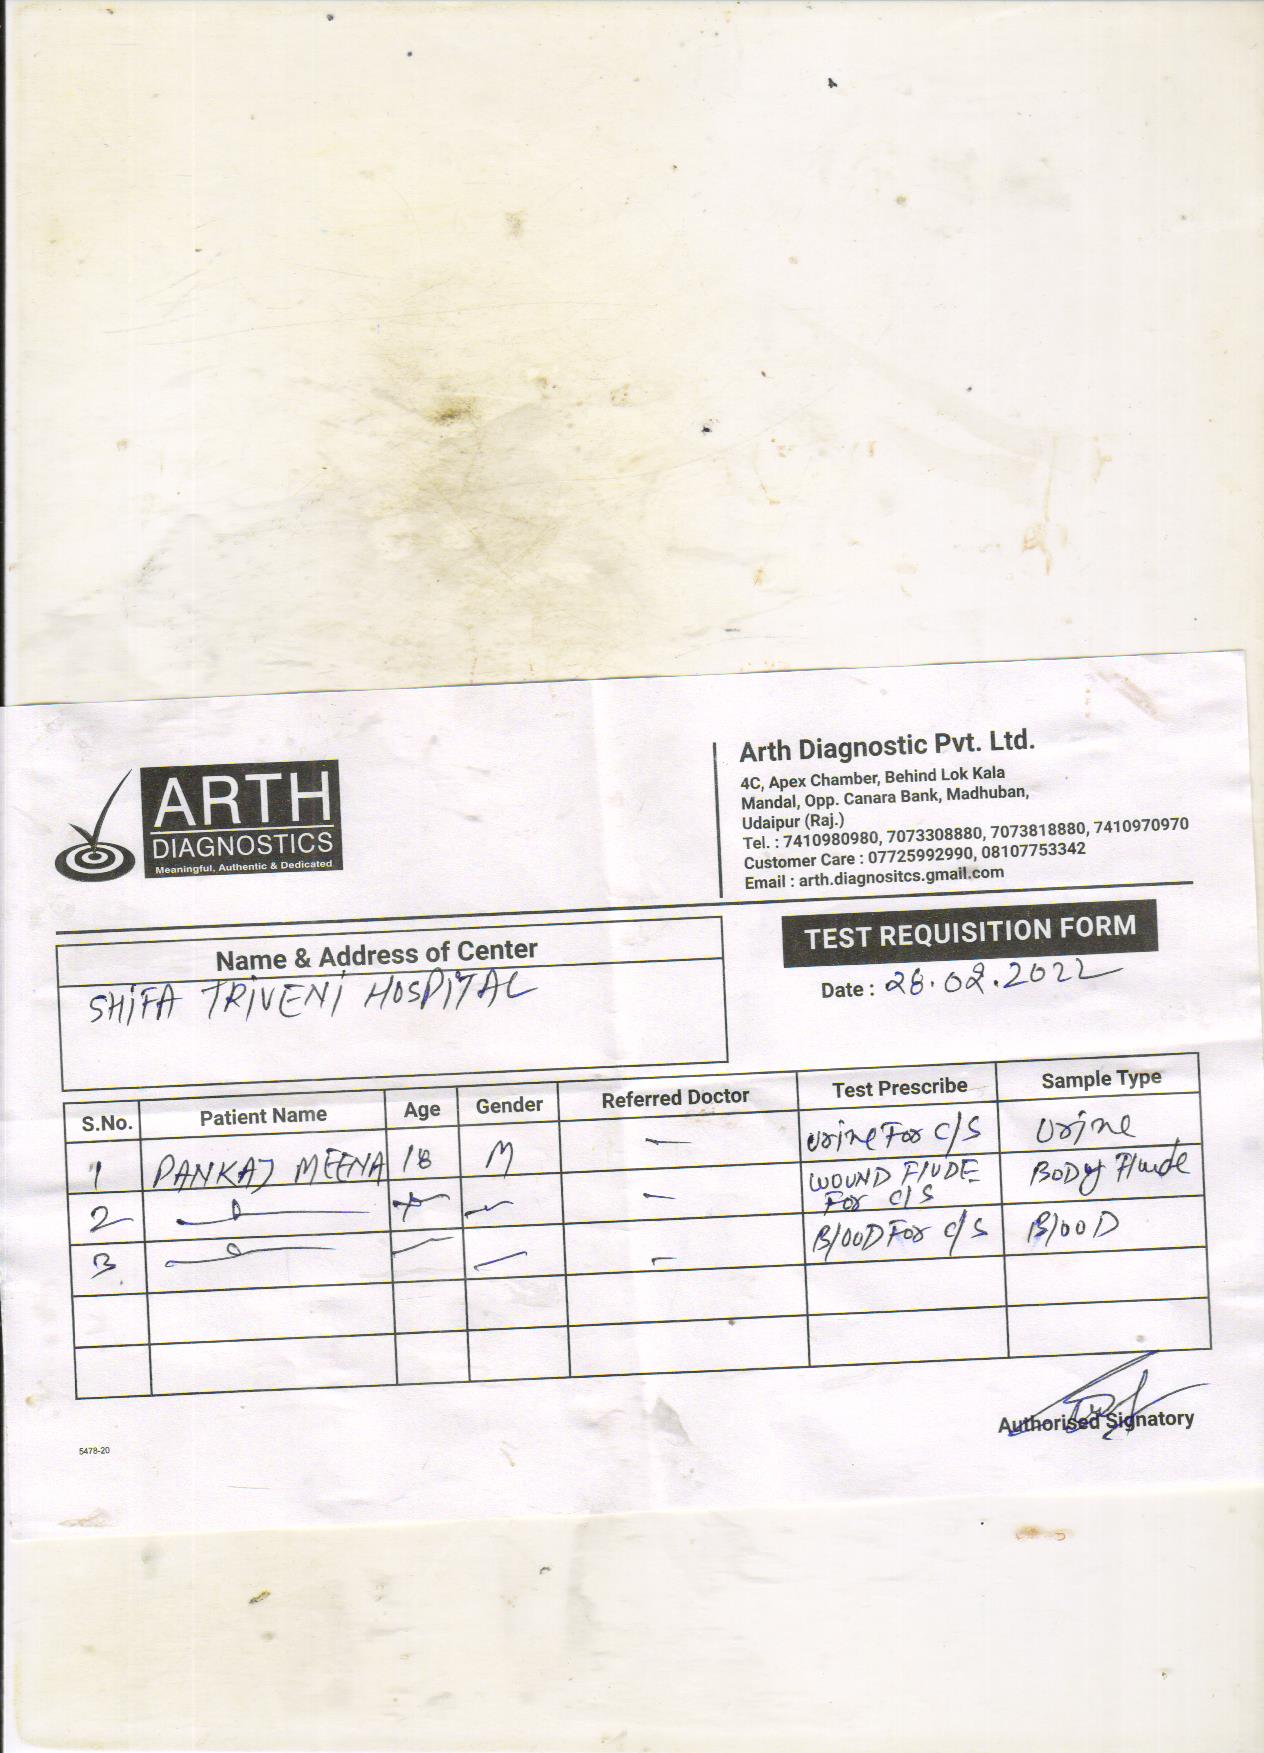 ARTH
DIAGNOSTICS
Meaningful, Authentic & Dedicated
Arth Diagnostic Pvt. Ltd.
4C, Apex Chamber, Behind Lok Kala
Mandal, Opp. Canara Bank, Madhuban,
Udaipur (Raj.)
Tel. : 7410980980, 7073308880, 7073818880, 7410970970
Customer Care : 07725992990, 08107753342
Email : arth.diagnositcs.gmail.com
Name & Address of Center
SHIFA TRIVENI HOSPITAL
TEST REQUISITION FORM
Date : 28.02.2022
S.No. Patient Name Age Gender Referred Doctor Test Prescribe Sample Type
1 PANKAJ MEENA 18 M — Urine For C/S Urine
2 — — — — WOUND FlUDE For C/S BODy Fluide
3 — — — — BlOOD For C/S BlOOD
Authorised Signatory
5478-20